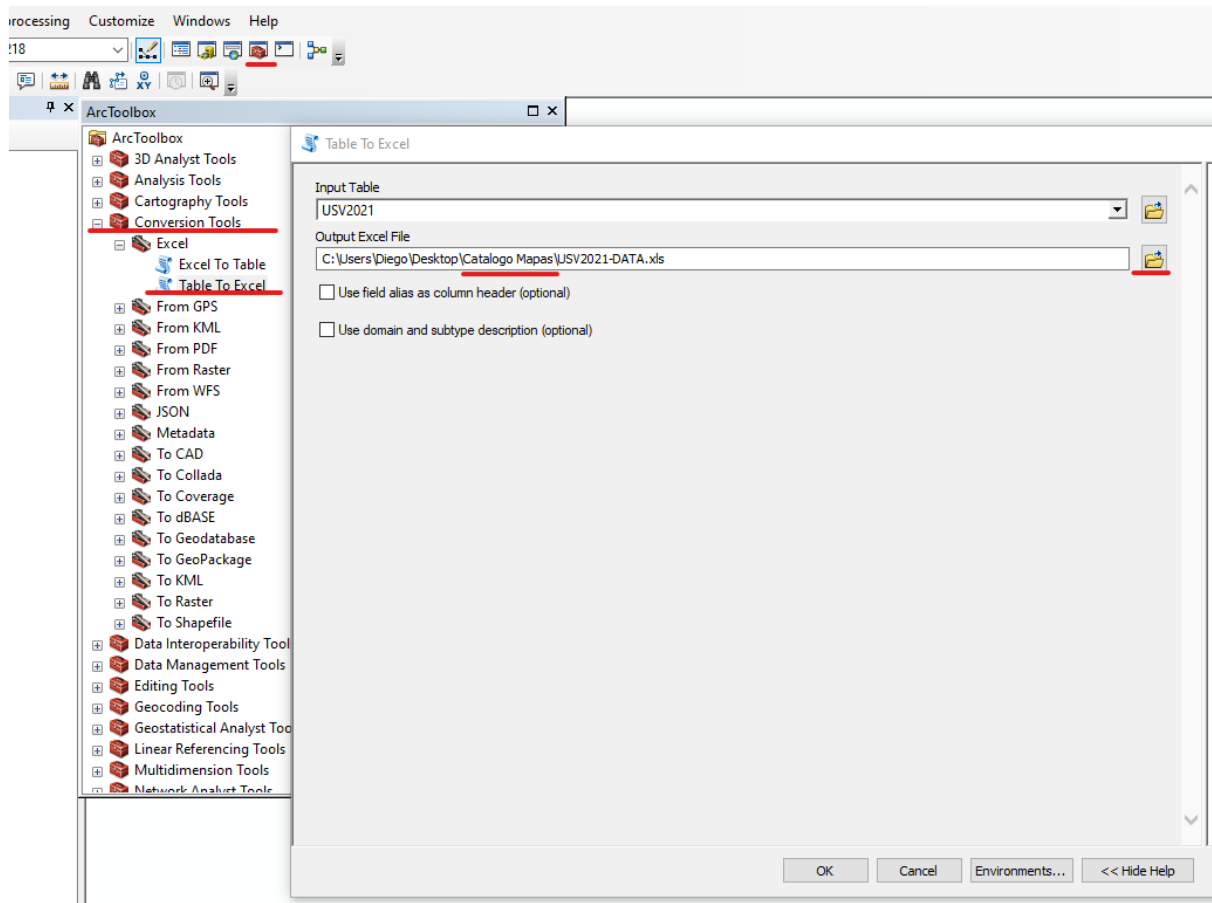 rocessing Customize Windows Help
218
XY
ArcToolbox
ArcToolbox
3D Analyst Tools
Analysis Tools
Cartography Tools
Conversion Tools
Excel
Excel To Table
Table To Excel
From GPS
From KML
From PDF
From Raster
From WFS
JSON
Metadata
To CAD
To Collada
To Coverage
To dBASE
To Geodatabase
To GeoPackage
To KML
To Raster
To Shapefile
Data Interoperability Tool
Data Management Tools
Editing Tools
Geocoding Tools
Geostatistical Analyst Too
Linear Referencing Tools
Multidimension Tools
Network Analyst Tools
Table To Excel
Input Table
USV2021
Output Excel File
C:\Users\Diego\Desktop\Catalogo Mapas\USV2021-DATA.xls
Use field alias as column header (optional)
Use domain and subtype description (optional)
OK Cancel Environments... << Hide Help